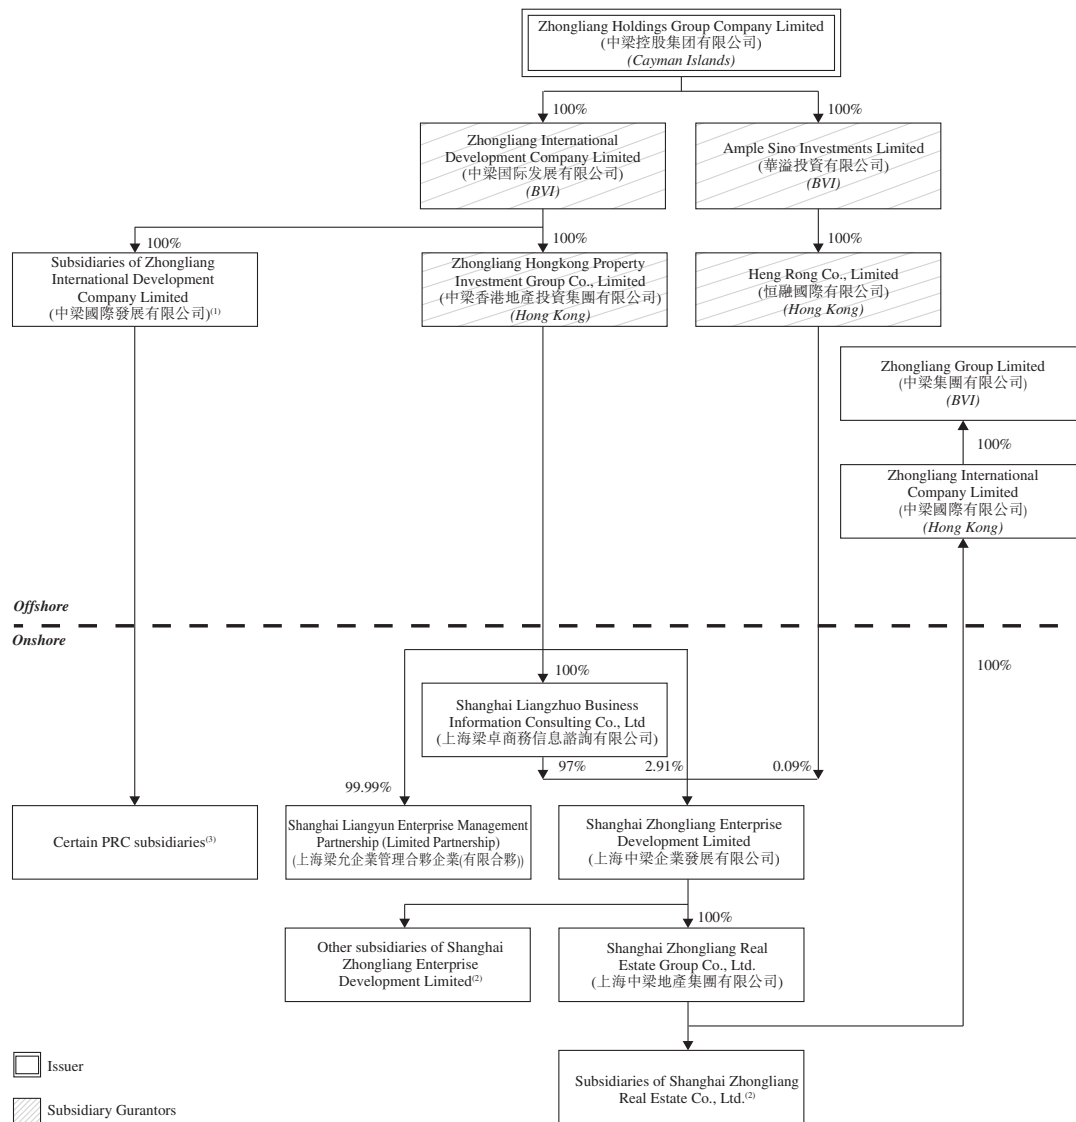 Zhongliang Holdings Group Company Limited
(中梁控股集团有限公司)
(Cayman Islands)
100%
100%
Zhongliang International
Development Company Limited
(中梁国际发展有限公司)
(BVI)
Ample Sino Investments Limited
(華溢投資有限公司)
(BVI)
100%
100%
100%
Subsidiaries of Zhongliang
International Development
Company Limited
(中梁國際發展有限公司)(1)
Zhongliang Hongkong Property
Investment Group Co., Limited
(中梁香港地產投資集團有限公司)
(Hong Kong)
Heng Rong Co., Limited
(恒融國際有限公司)
(Hong Kong)
Zhongliang Group Limited
(中梁集團有限公司)
(BVI)
100%
Zhongliang International
Company Limited
(中梁國際有限公司)
(Hong Kong)
Offshore
Onshore
100%
100%
Shanghai Liangzhuo Business
Information Consulting Co., Ltd
(上海梁卓商務信息諮詢有限公司)
97%
2.91%
0.09%
99.99%
Certain PRC subsidiaries(3)
Shanghai Liangyun Enterprise Management
Partnership (Limited Partnership)
(上海梁允企業管理合夥企業(有限合夥))
Shanghai Zhongliang Enterprise
Development Limited
(上海中梁企業發展有限公司)
100%
Other subsidiaries of Shanghai
Zhongliang Enterprise
Development Limited(2)
Shanghai Zhongliang Real
Estate Group Co., Ltd.
(上海中梁地產集團有限公司)
Subsidiaries of Shanghai Zhongliang
Real Estate Co., Ltd.(2)
Issuer
Subsidiary Gurantors